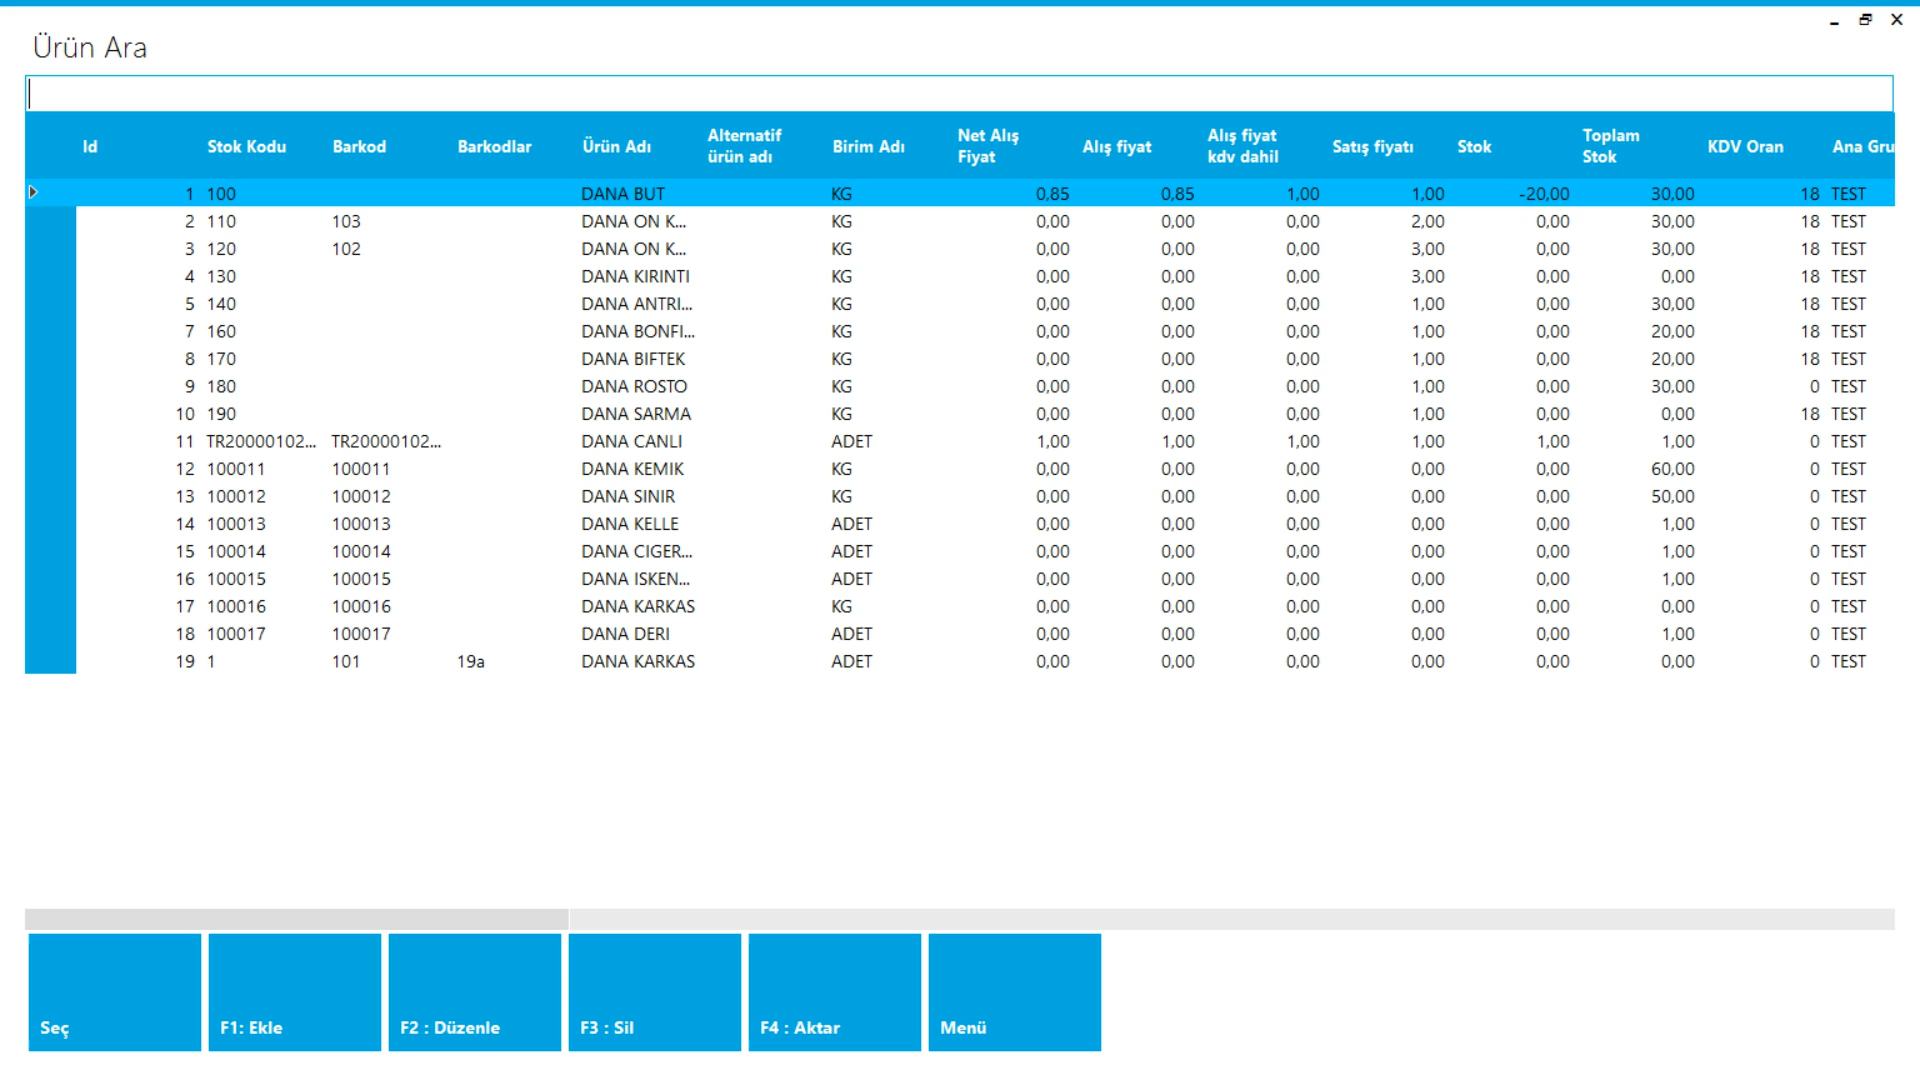 Ürün Ara
Id Stok Kodu Barkod Barkodlar Ürün Adı Alternatif ürün adı Birim Adı Net Alış Fiyat Alış fiyat Alış fiyat kdv dahil Satış fiyatı Stok Toplam Stok KDV Oran Ana Gru
1 100 DANA BUT KG 0,85 0,85 1,00 1,00 -20,00 30,00 18 TEST
2 110 103 DANA ON K... KG 0,00 0,00 0,00 2,00 0,00 30,00 18 TEST
3 120 102 DANA ON K... KG 0,00 0,00 0,00 3,00 0,00 30,00 18 TEST
4 130 DANA KIRINTI KG 0,00 0,00 0,00 3,00 0,00 0,00 18 TEST
5 140 DANA ANTRI... KG 0,00 0,00 0,00 1,00 0,00 30,00 18 TEST
7 160 DANA BONFI... KG 0,00 0,00 0,00 1,00 0,00 20,00 18 TEST
8 170 DANA BIFTEK KG 0,00 0,00 0,00 1,00 0,00 20,00 18 TEST
9 180 DANA ROSTO KG 0,00 0,00 0,00 1,00 0,00 30,00 0 TEST
10 190 DANA SARMA KG 0,00 0,00 0,00 1,00 0,00 0,00 18 TEST
11 TR20000102... TR20000102... DANA CANLI ADET 1,00 1,00 1,00 1,00 1,00 1,00 0 TEST
12 100011 100011 DANA KEMIK KG 0,00 0,00 0,00 0,00 0,00 60,00 0 TEST
13 100012 100012 DANA SINIR KG 0,00 0,00 0,00 0,00 0,00 50,00 0 TEST
14 100013 100013 DANA KELLE ADET 0,00 0,00 0,00 0,00 0,00 1,00 0 TEST
15 100014 100014 DANA CIGER... ADET 0,00 0,00 0,00 0,00 0,00 1,00 0 TEST
16 100015 100015 DANA ISKEN... ADET 0,00 0,00 0,00 0,00 0,00 1,00 0 TEST
17 100016 100016 DANA KARKAS KG 0,00 0,00 0,00 0,00 0,00 0,00 0 TEST
18 100017 100017 DANA DERI ADET 0,00 0,00 0,00 0,00 0,00 1,00 0 TEST
19 1 101 19a DANA KARKAS ADET 0,00 0,00 0,00 0,00 0,00 0,00 0 TEST
Seç F1: Ekle F2 : Düzenle F3 : Sil F4 : Aktar Menü